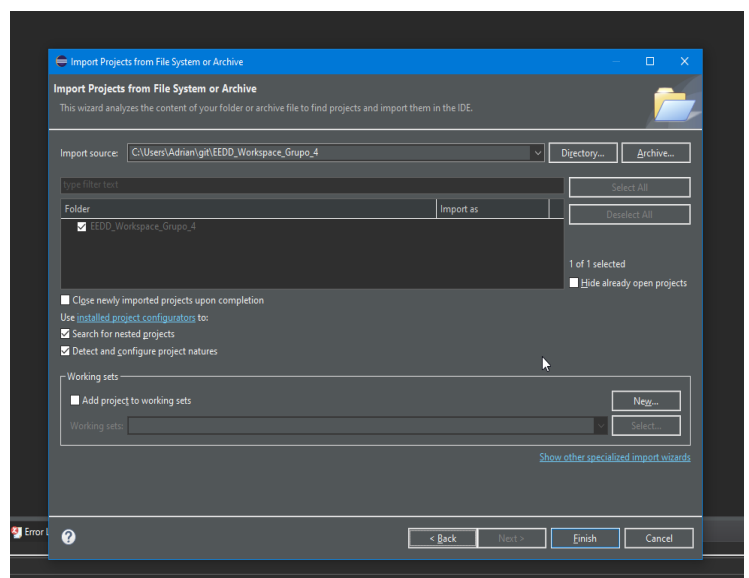 Import Projects from File System or Archive
Import Projects from File System or Archive
This wizard analyzes the content of your folder or archive file to find projects and import them in the IDE.
Import source: C:\Users\Adrian\git\EEDD_Workspace_Grupo_4 Directory... Archive...
type filter text Select All
Folder Import as
Deselect All
EEDD_Workspace_Grupo_4
1 of 1 selected
Hide already open projects
Close newly imported projects upon completion
Use installed project configurators to:
Search for nested projects
Detect and configure project natures
Working sets
Add project to working sets New...
Working sets: Select...
Show other specialized import wizards
Error
? < Back Next > Finish Cancel